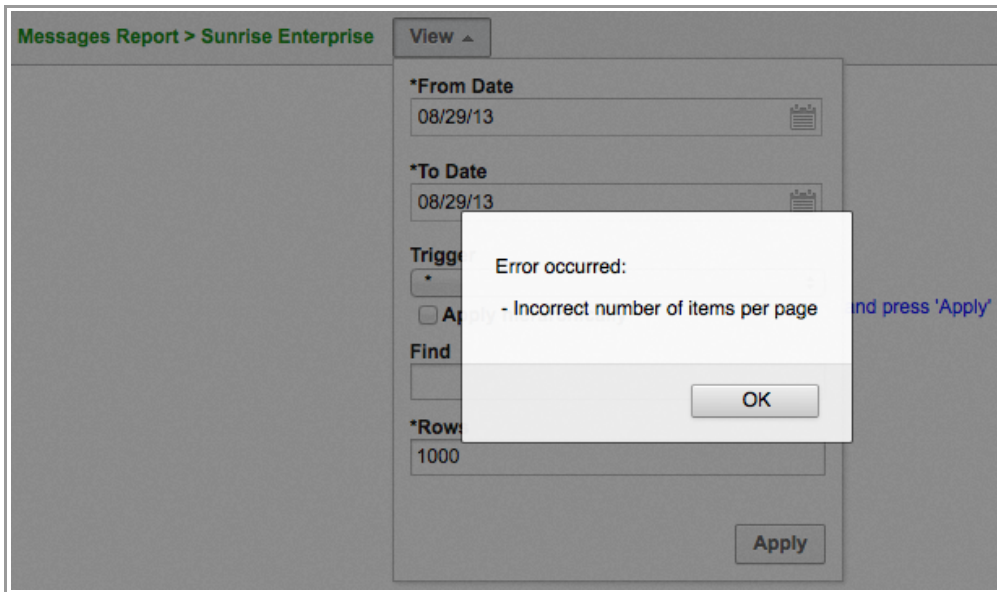 Messages Report > Sunrise Enterprise
View
*From Date
08/29/13
*To Date
08/29/13
Trigge
*
Error occurred:
- Incorrect number of items per page
and press 'Apply'
Find
OK
*Rows
1000
Apply